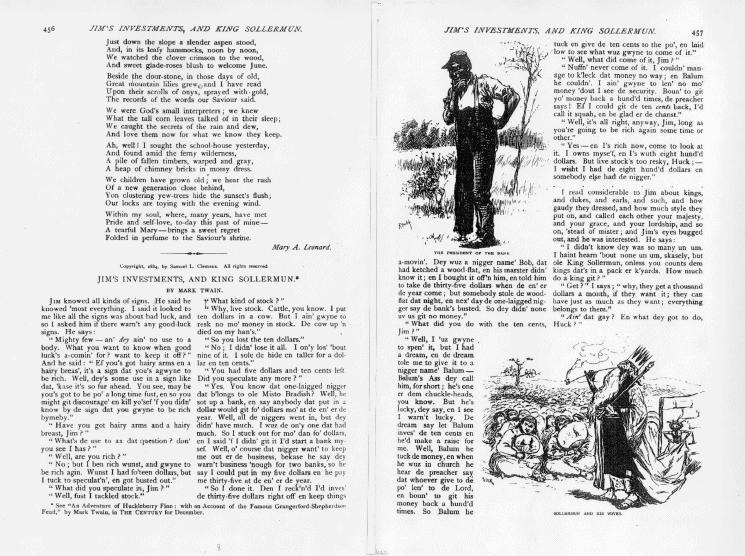 456
JIM'S INVESTMENTS, AND KING SOLLERMUN.
Just down the slope a slender aspen stood,
And, in its leafy hammocks, noon by noon,
We watched the clover crimson to the wood,
And sweet glade-roses blush to welcome June.
Beside the door-stone, in those days of old,
Great mountain lilies grew, and I have read
Upon their scrolls of onyx, sprayed with gold,
The records of the words our Saviour said.
We were God's small interpreters; we knew
What the tall corn leaves talked of in their sleep;
We caught the secrets of the rain and dew,
And love them now for what we know they keep.
Ah, well! I sought the school-house yesterday,
And found amid the ferny wilderness,
A pile of fallen timbers, warped and gray,
A heap of chimney bricks in mossy dress.
We children have grown old; we hear the rush
Of a new generation close behind,
Yon clustering yew-trees hide the sunset's flush;
Our locks are toying with the evening wind.
Within my soul, where, many years, have met
Pride and self-love, to-day this past of mine—
A tearful Mary—brings a sweet regret
Folded in perfume to the Saviour's shrine.
Mary A. Leonard.
Copyright, 1884, by Samuel L. Clemens. All rights reserved.
JIM'S INVESTMENTS, AND KING SOLLERMUN.*
BY MARK TWAIN.
JIM knowed all kinds of signs. He said he
knowed 'most everything. I said it looked to
me like all the signs was about bad luck, and
so I asked him if there warn't any good-luck
signs. He says:
"Mighty few—an' dey ain' no use to a
body. What you want to know when good
luck's a-comin' for? want to keep it off?"
And he said: "Ef you's got hairy arms en a
hairy breas', it's a sign dat you's agwyne to
be rich. Well, dey's some use in a sign like
dat, 'kase it's so fur ahead. You see, may be
you's got to be po' a long time fust, en so you
might git discourage' en kill yo'sef 'f you didn'
know by de sign dat you gwyne to be rich
bymeby."
"Have you got hairy arms and a hairy
breast, Jim?"
"What's de use to ax dat question? dun'
you see I has?"
"Well, are you rich?"
"No; but I ben rich wunst, and gwyne to
be rich agin. Wunst I had fo'teen dollars, but
I tuck to speculat'n, en got busted out."
"What did you speculate in, Jim?"
"Well, fust I tackled stock."
"What kind of stock?"
"Why, live stock. Cattle, you know. I put
ten dollars in a cow. But I ain' gwyne to
resk no mo' money in stock. De cow up 'n
died on my han's."
"So you lost the ten dollars."
"No; I didn' lose it all. I on'y los' 'bout
nine of it. I sole de hide en taller for a dol-
lar en ten cents."
"You had five dollars and ten cents left.
Did you speculate any more?"
"Yes. You know dat one-laigged nigger
dat b'longs to ole Misto Bradish? Well, he
sot up a bank, en say anybody dat put in a
dollar would git fo' dollars mo' at de en' er de
year. Well, all de niggers went in, but dey
didn' have much. I wuz de on'y one dat had
much. So I stuck out for mo' dan fo' dollars,
en I said 'f I didn' git it I'd start a bank my-
sef. Well, o' course dat nigger want' to keep
me out er de business, bekase he say dey
warn't business 'nough for two banks, so he
say I could put in my five dollars en he pay
me thirty-five at de en' er de year.
"So I done it. Den I reck'n'd I'd inves'
de thirty-five dollars right off en keep things
* See "An Adventure of Huckleberry Finn: with an Account of the Famous Grangerford-Shepherdson
Feud," by Mark Twain, in THE CENTURY for December.
8
JIM'S INVESTMENTS, AND KING SOLLERMUN.
457
THE PRESIDENT OF THE BANK.
a-movin'. Dey wuz a nigger name' Bob, dat
had ketched a wood-flat, en his marster didn'
know it; en I bought it off'n him, en told him
to take de thirty-five dollars when de en' er
de year come; but somebody stole de wood-
flat dat night, en nex' day de one-laigged nig-
ger say de bank's busted. So dey didn' none
uv us git no money."
"What did you do with the ten cents,
Jim?"
"Well, I 'uz gwyne
to spen' it, but I had
a dream, en de dream
tole me to give it to a
nigger name' Balum—
Balum's Ass dey call
him, for short; he's one
er dem chuckle-heads,
you know. But he's
lucky, dey say, en I see
I warn't lucky. De
dream say let Balum
inves' de ten cents en
he'd make a raise for
me. Well, Balum he
tuck de money, en when
he wuz in church he
hear de preacher say
dat whoever give to de
po' len' to de Lord,
en boun' to git his
money back a hund'd
times. So Balum he
tuck en give de ten cents to the po', en laid
low to see what wuz gwyne to come of it."
"Well, what did come of it, Jim?"
"Nuffn' never come of it. I couldn' man-
age to k'leck dat money no way; en Balum
he couldn'. I ain' gwyne to len' no mo'
money 'dout I see de security. Boun' to git
yo' money back a hund'd times, de preacher
says! Ef I could git de ten cents back, I'd
call it squah, en be glad er de chanst."
"Well, it's all right, anyway, Jim, long as
you're going to be rich again some time or
other."
"Yes—en I's rich now, come to look at
it. I owns myse'f, en I's wuth eight hund'd
dollars. But live stock's too resky, Huck;—
I wisht I had de eight hund'd dollars en
somebody else had de nigger."
I read considerable to Jim about kings,
and dukes, and earls, and such, and how
gaudy they dressed, and how much style they
put on, and called each other your majesty,
and your grace, and your lordship, and so
on, 'stead of mister; and Jim's eyes bugged
out, and he was interested. He says:
"I didn't know dey was so many un um.
I haint hearn 'bout none un um, skasely, but
ole King Sollermun, onless you counts dem
kings dat's in a pack er k'yards. How much
do a king git?"
"Get?" I says; "why, they get a thousand
dollars a month, if they want it; they can
have just as much as they want; everything
belongs to them."
"Ain' dat gay? En what dey got to do,
Huck?"
SOLLERMUN AND HIS WIVES.